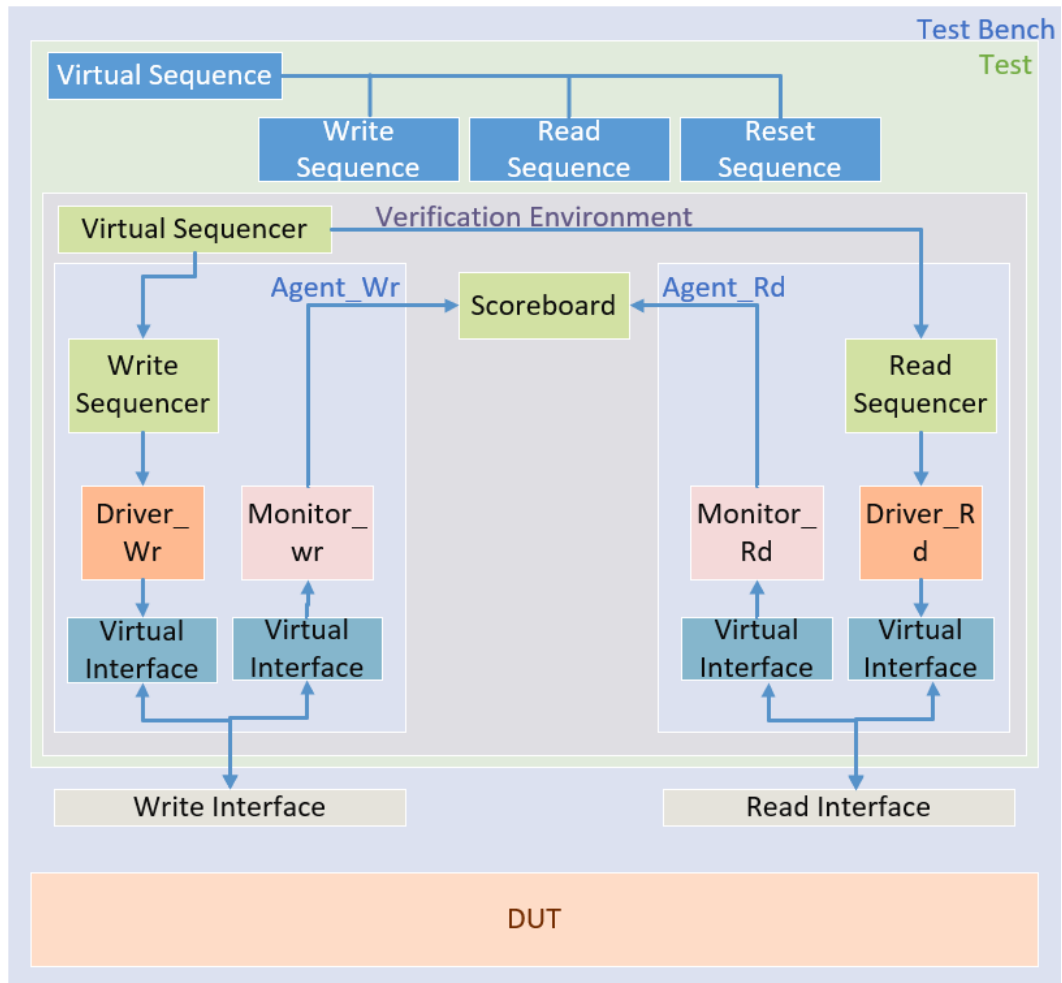 Test Bench
Test
Virtual Sequence
Write
Sequence
Read
Sequence
Reset
Sequence
Verification Environment
Virtual Sequencer
Agent_Wr
Scoreboard
Agent_Rd
Write
Sequencer
Read
Sequencer
Driver_
Wr
Monitor_
wr
Monitor_
Rd
Driver_R
d
Virtual
Interface
Virtual
Interface
Virtual
Interface
Virtual
Interface
Write Interface
Read Interface
DUT